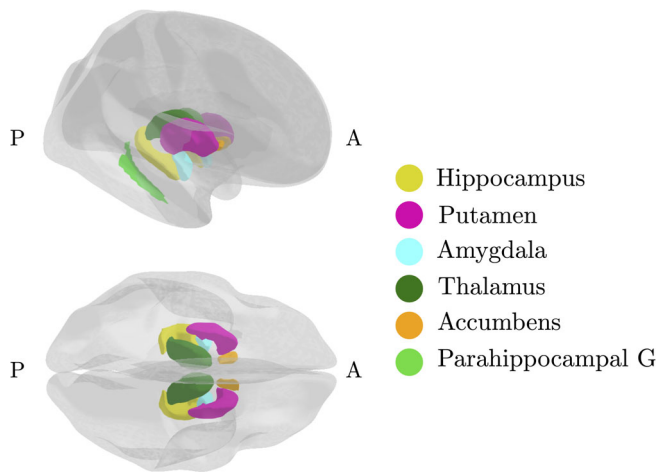 P
A
Hippocampus
Putamen
Amygdala
Thalamus
Accumbens
Parahippocampal G
P
A